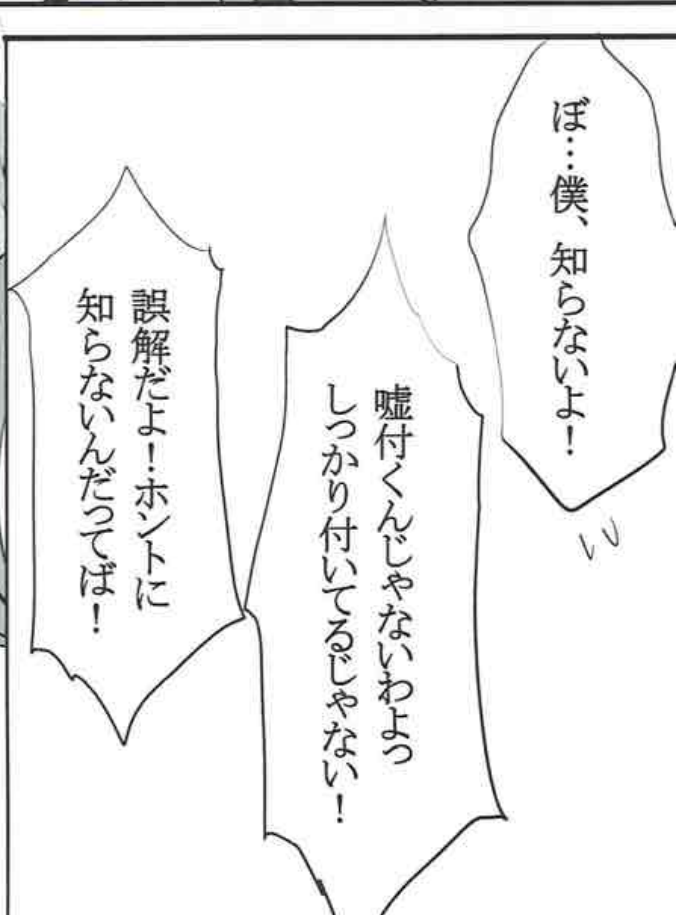 ぼ…僕、知らないよ！
嘘付くんじゃないわよっ
しっかり付いてるじゃない！
誤解だよ！ホントに
知らないんだってば！